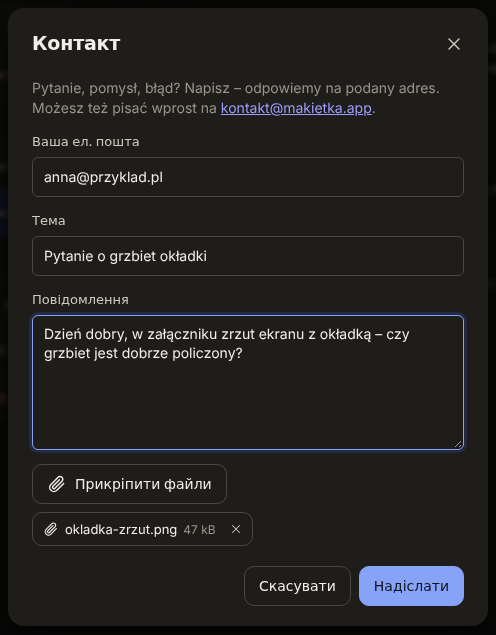 Контакт
Pytanie, pomysł, błąd? Napisz – odpowiemy na podany adres.
Możesz też pisać wprost na kontakt@makietka.app.
Ваша ел. пошта
anna@przyklad.pl
Тема
Pytanie o grzbiet okładki
Повідомлення
Dzień dobry, w załączniku zrzut ekranu z okładką – czy
grzbiet jest dobrze policzony?
Прикріпити файли
okladka-zrzut.png 47 kB
Скасувати
Надіслати